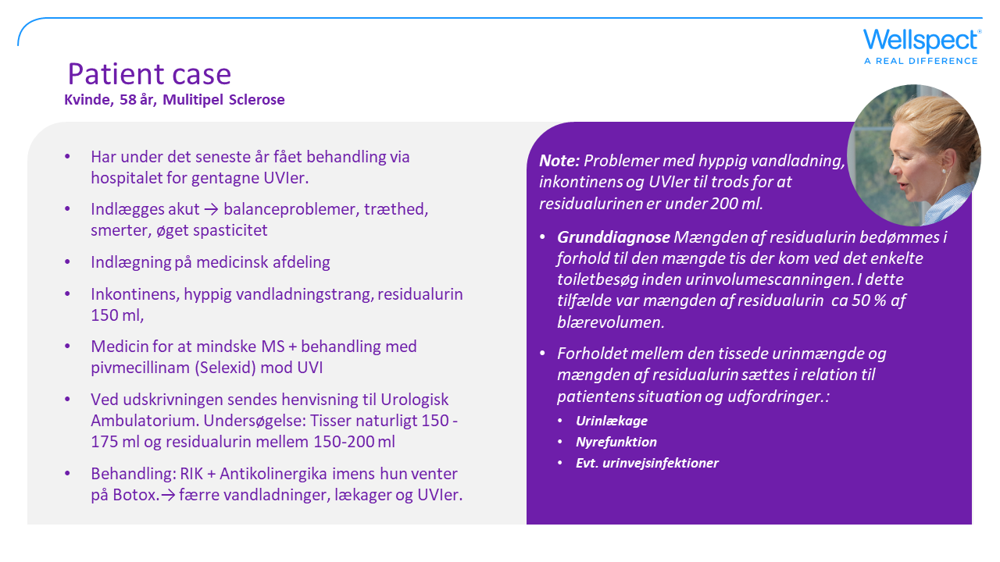 Wellspect®
A REAL DIFFERENCE
Patient case
Kvinde, 58 år, Mulitipel Sclerose
• Har under det seneste år fået behandling via
hospitalet for gentagne UVIer.
• Indlægges akut → balanceproblemer, træthed,
smerter, øget spasticitet
• Indlægning på medicinsk afdeling
• Inkontinens, hyppig vandladningstrang, residualurin
150 ml,
• Medicin for at mindske MS + behandling med
pivmecillinam (Selexid) mod UVI
• Ved udskrivningen sendes henvisning til Urologisk
Ambulatorium. Undersøgelse: Tisser naturligt 150 -
175 ml og residualurin mellem 150-200 ml
• Behandling: RIK + Antikolinergika imens hun venter
på Botox.→ færre vandladninger, lækager og UVIer.
Note: Problemer med hyppig vandladning,
inkontinens og UVIer til trods for at
residualurinen er under 200 ml.
• Grunddiagnose Mængden af residualurin bedømmes i
forhold til den mængde tis der kom ved det enkelte
toiletbesøg inden urinvolumescanningen. I dette
tilfælde var mængden af residualurin ca 50 % af
blærevolumen.
• Forholdet mellem den tissede urinmængde og
mængden af residualurin sættes i relation til
patientens situation og udfordringer.:
• Urinlækage
• Nyrefunktion
• Evt. urinvejsinfektioner